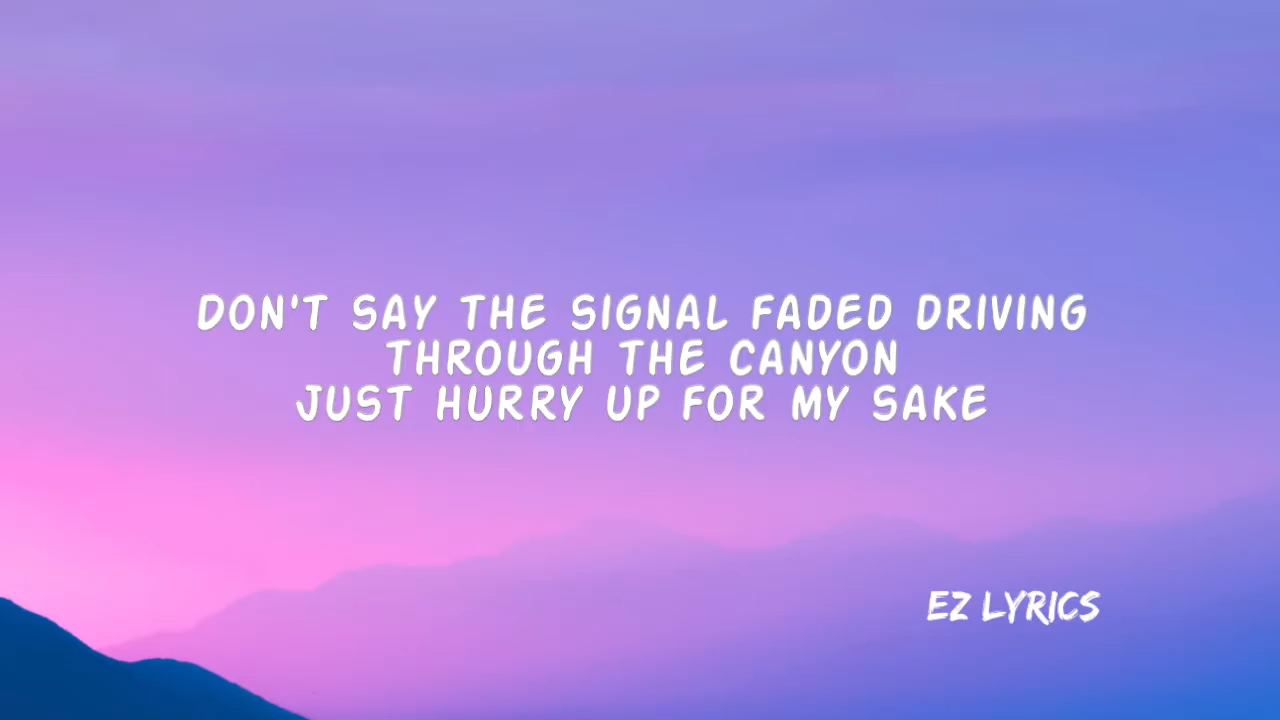 DON'T SAY THE SIGNAL FADED DRIVING
THROUGH THE CANYON
JUST HURRY UP FOR MY SAKE
EZ LYRICS